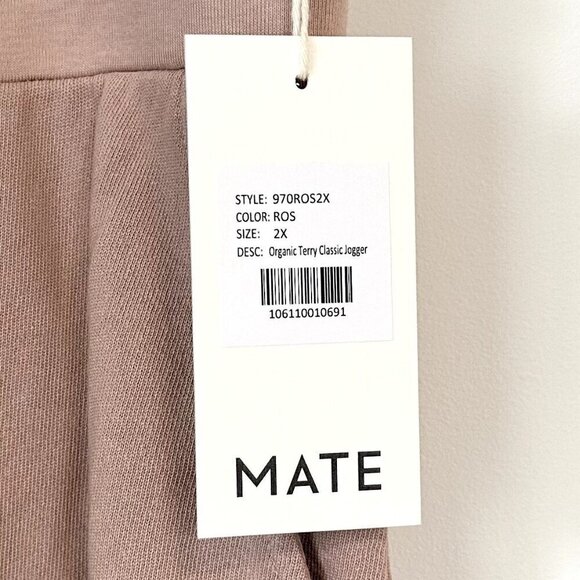 STYLE: 970ROS2X
COLOR: ROS
SIZE: 2X
DESC: Organic Terry Classic Jogger
106110010691
MATE